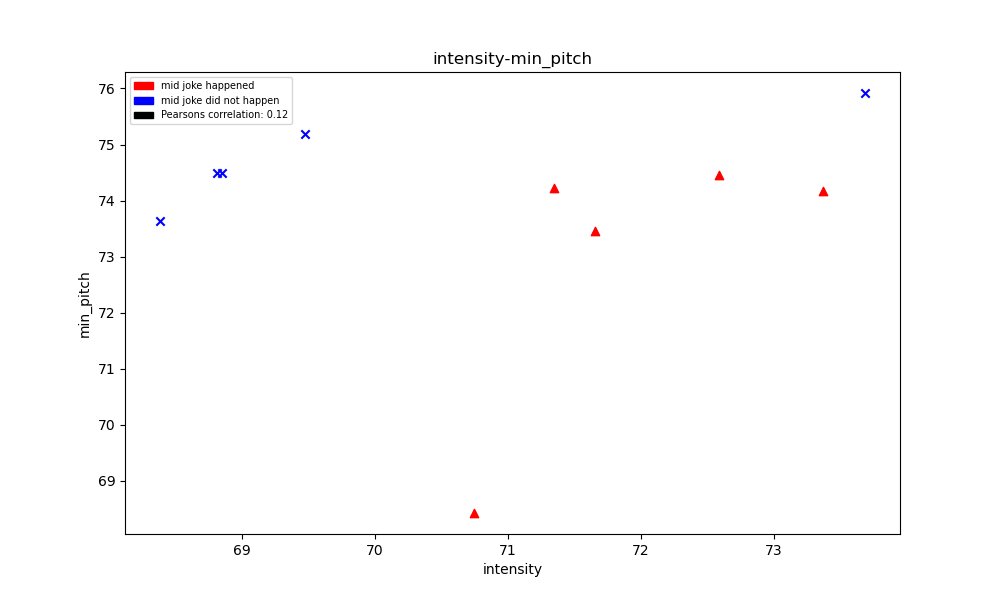 intensity-min_pitch
mid joke happened
mid joke did not happen
Pearsons correlation: 0.12
76
75
74
73
72
71
70
69
min_pitch
69 70 71 72 73
intensity